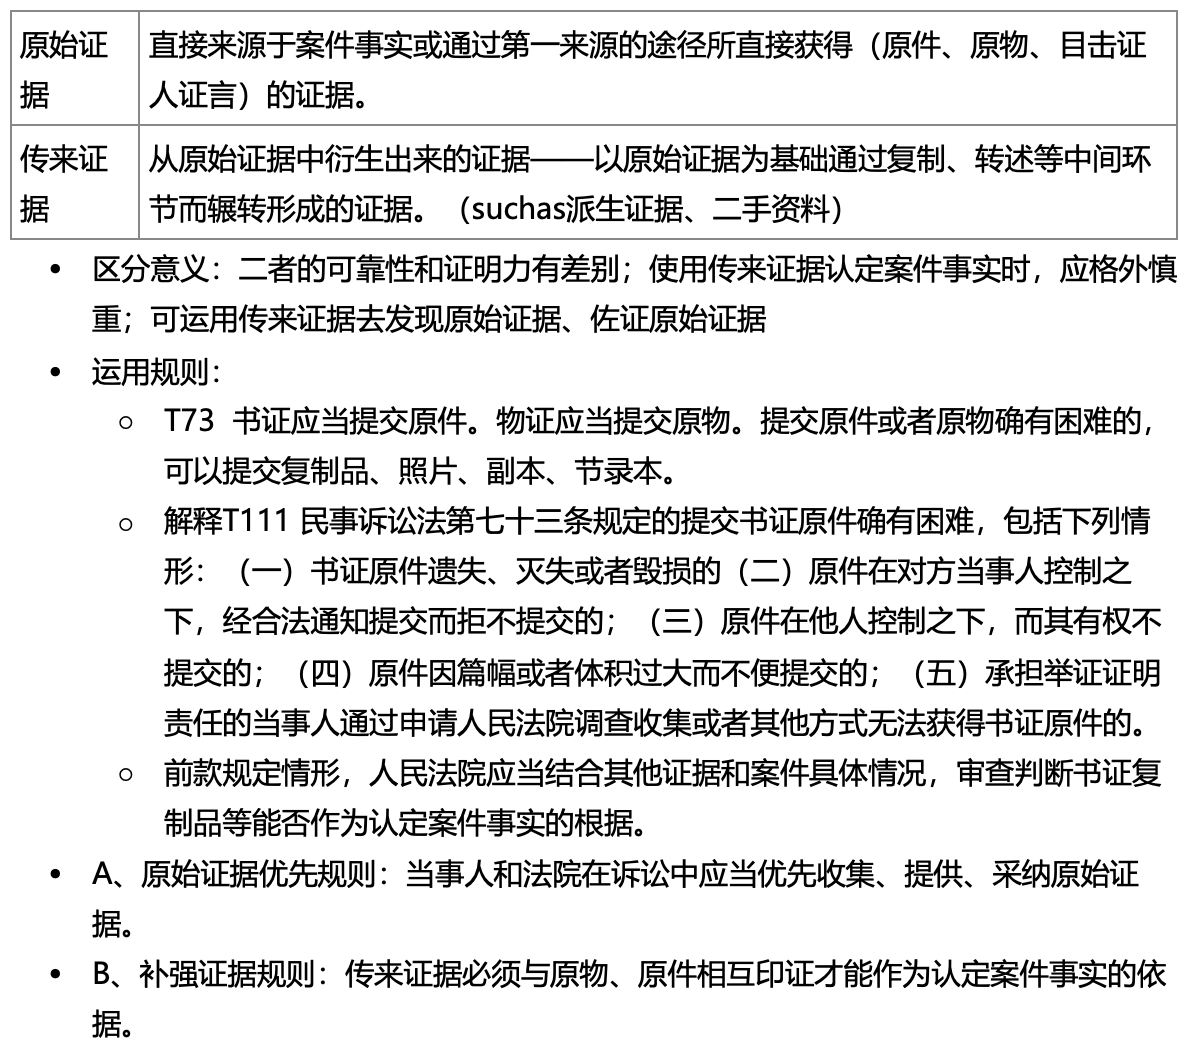 原始证
据
直接来源于案件事实或通过第一来源的途径所直接获得（原件、原物、目击证
人证言）的证据。
传来证
据
从原始证据中衍生出来的证据——以原始证据为基础通过复制、转述等中间环
节而辗转形成的证据。（suchas派生证据、二手资料）
• 区分意义：二者的可靠性和证明力有差别；使用传来证据认定案件事实时，应格外慎
重；可运用传来证据去发现原始证据、佐证原始证据
• 运用规则：
○ T73 书证应当提交原件。物证应当提交原物。提交原件或者原物确有困难的，
可以提交复制品、照片、副本、节录本。
○ 解释T111 民事诉讼法第七十三条规定的提交书证原件确有困难，包括下列情
形：（一）书证原件遗失、灭失或者毁损的（二）原件在对方当事人控制之
下，经合法通知提交而拒不提交的；（三）原件在他人控制之下，而其有权不
提交的；（四）原件因篇幅或者体积过大而不便提交的；（五）承担举证证明
责任的当事人通过申请人民法院调查收集或者其他方式无法获得书证原件的。
○ 前款规定情形，人民法院应当结合其他证据和案件具体情况，审查判断书证复
制品等能否作为认定案件事实的根据。
• A、原始证据优先规则：当事人和法院在诉讼中应当优先收集、提供、采纳原始证
据。
• B、补强证据规则：传来证据必须与原物、原件相互印证才能作为认定案件事实的依
据。